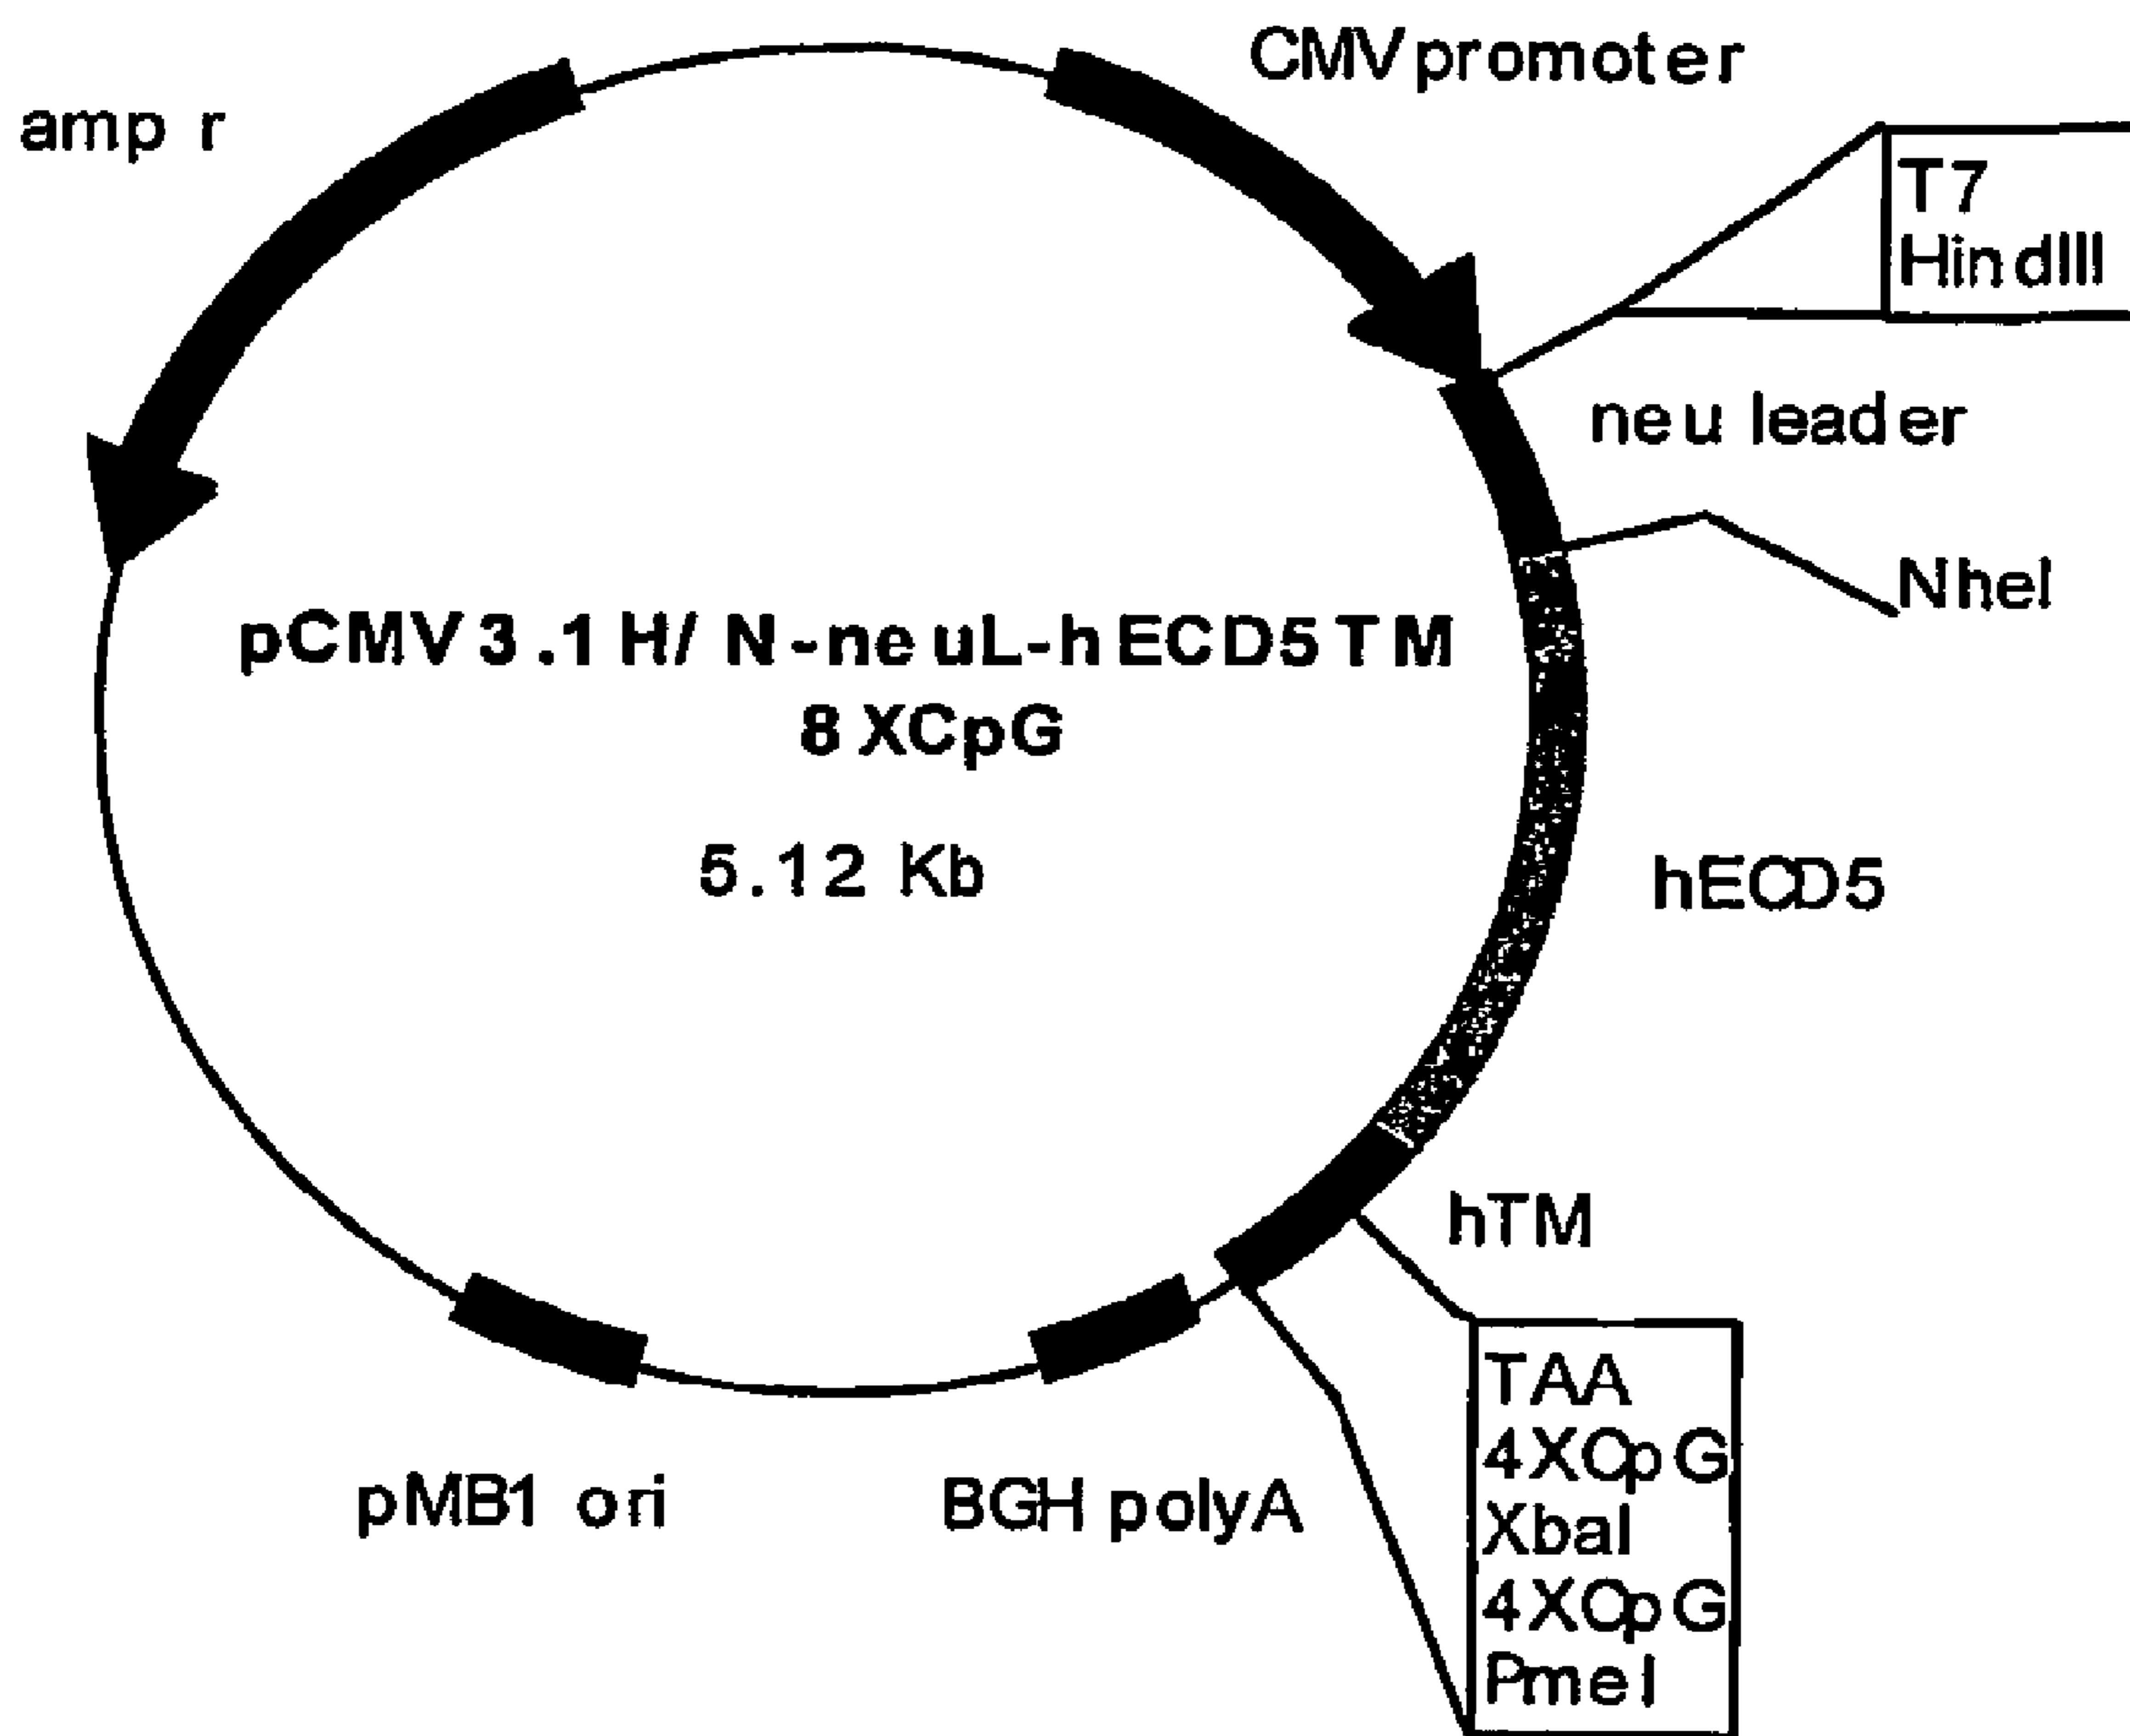 CMV promoter
amp r
T7
HindIII
neu leader
NheI
pCMV3.1H/N-neuL-hECD5TM
8XCpG
5.12 Kb
hECD5
hTM
TAA
4XCpG
XbaI
4XCpG
PmeI
pMB1 ori
BGH polyA